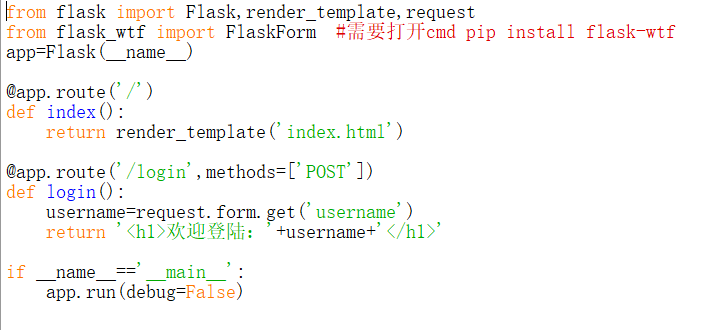 from flask import Flask,render_template,request
from flask_wtf import FlaskForm  #需要打开cmd pip install flask-wtf
app=Flask(__name__)
@app.route('/')
def index():
    return render_template('index.html')
@app.route('/login',methods=['POST'])
def login():
    username=request.form.get('username')
    return '<h1>欢迎登陆：'+username+'</h1>'
if __name__=='__main__':
    app.run(debug=False)